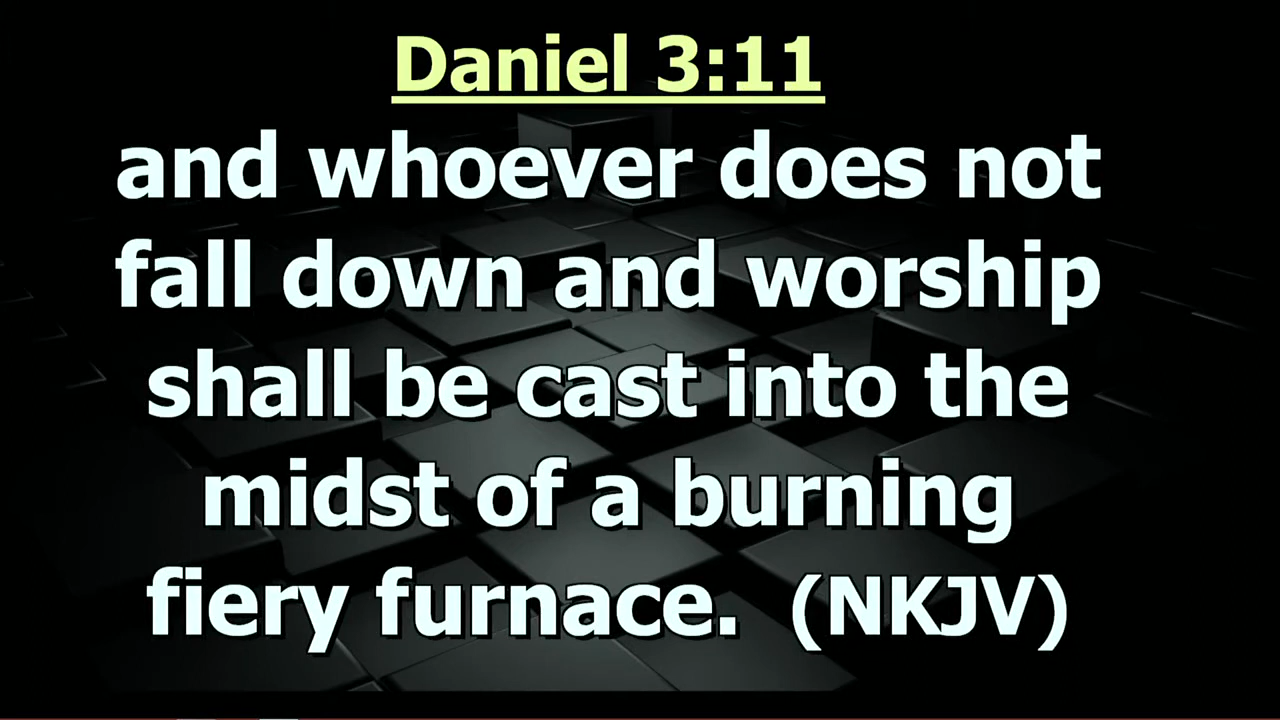 Daniel 3:11
and whoever does not
fall down and worship
shall be cast into the
midst of a burning
fiery furnace.  (NKJV)